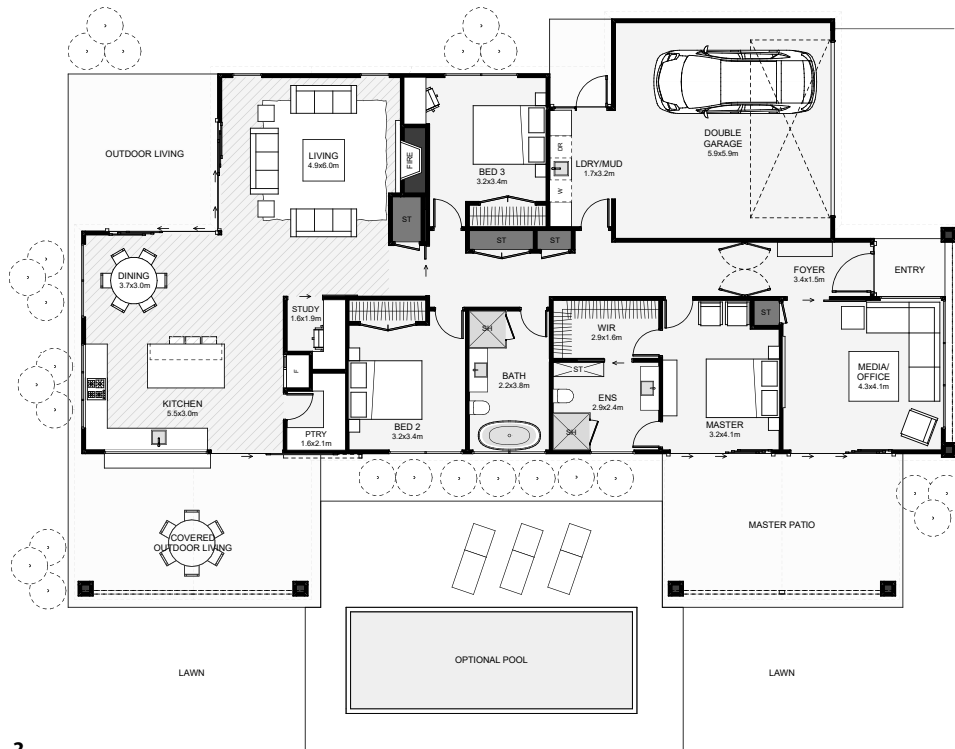 OUTDOOR LIVING
LIVING
4.9x6.0m
FIRE
ST
BED 3
3.2x3.4m
DR
W
LDRY/MUD
1.7x3.2m
DOUBLE
GARAGE
5.9x5.9m
ST
ST
DINING
3.7x3.0m
STUDY
1.6x1.9m
FOYER
3.4x1.5m
ENTRY
F
SH
WIR
2.9x1.6m
ST
ST
MEDIA/
OFFICE
4.3x4.1m
KITCHEN
5.5x3.0m
PTRY
1.6x2.1m
BED 2
3.2x3.4m
BATH
2.2x3.8m
ENS
2.9x2.4m
SH
MASTER
3.2x4.1m
COVERED
OUTDOOR LIVING
MASTER PATIO
LAWN
OPTIONAL POOL
LAWN